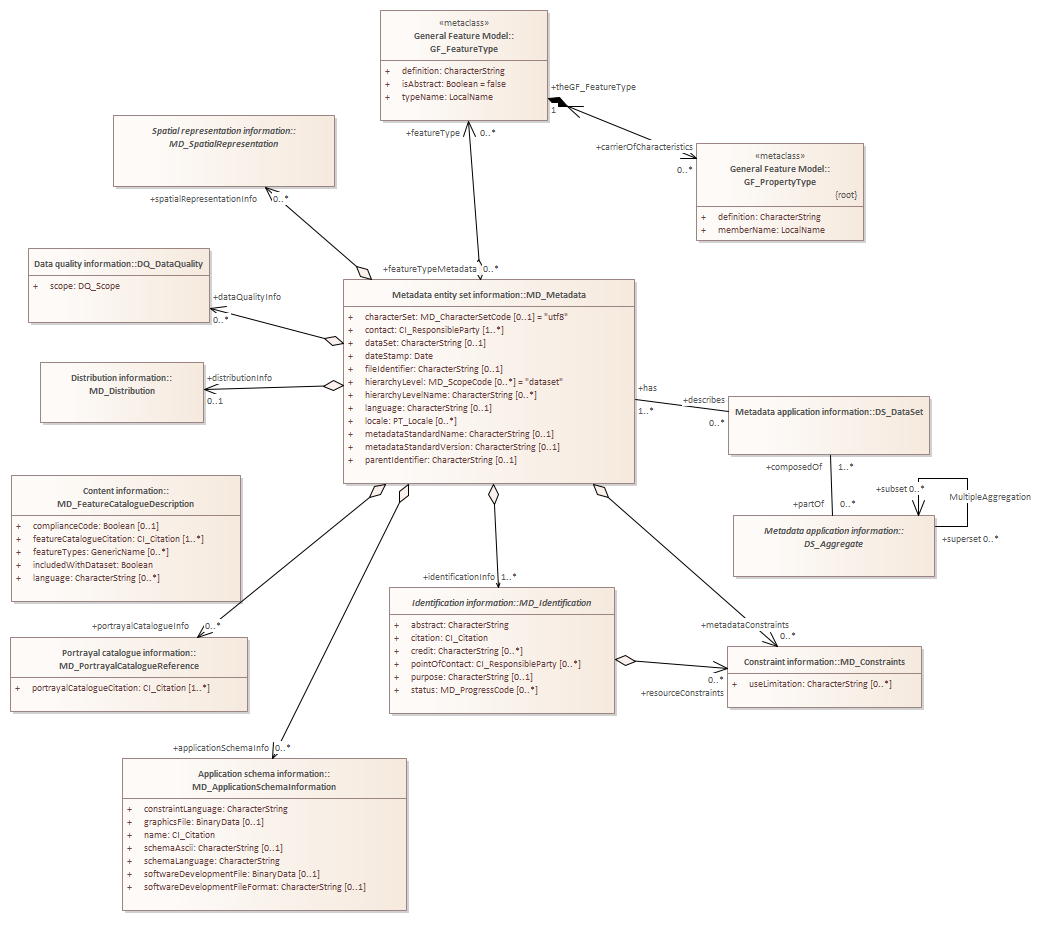 «metaclass»
General Feature Model::
GF_FeatureType
+ definition: CharacterString
+ isAbstract: Boolean = false
+ typeName: LocalName
+theGF_FeatureType
1
+carrierOfCharacteristics
0..*
«metaclass»
General Feature Model::
GF_PropertyType
{root}
+ definition: CharacterString
+ memberName: LocalName
+featureType 0..*
Spatial representation information::
MD_SpatialRepresentation
+spatialRepresentationInfo 0..*
+featureTypeMetadata 0..*
Data quality information::DQ_DataQuality
+ scope: DQ_Scope
+dataQualityInfo
0..*
Distribution information::
MD_Distribution
+distributionInfo
0..1
Metadata entity set information::MD_Metadata
+ characterSet: MD_CharacterSetCode [0..1] = "utf8"
+ contact: CI_ResponsibleParty [1..*]
+ dataSet: CharacterString [0..1]
+ dateStamp: Date
+ fileIdentifier: CharacterString [0..1]
+ hierarchyLevel: MD_ScopeCode [0..*] = "dataset"
+ hierarchyLevelName: CharacterString [0..*]
+ language: CharacterString [0..1]
+ locale: PT_Locale [0..*]
+ metadataStandardName: CharacterString [0..1]
+ metadataStandardVersion: CharacterString [0..1]
+ parentIdentifier: CharacterString [0..1]
+has
1..*
+describes
0..*
Metadata application information::DS_DataSet
+composedOf 1..*
+partOf 0..*
+subset 0..*
MultipleAggregation
+superset 0..*
Metadata application information::
DS_Aggregate
Content information::
MD_FeatureCatalogueDescription
+ complianceCode: Boolean [0..1]
+ featureCatalogueCitation: CI_Citation [1..*]
+ featureTypes: GenericName [0..*]
+ includedWithDataset: Boolean
+ language: CharacterString [0..*]
+portrayalCatalogueInfo 0..*
Portrayal catalogue information::
MD_PortrayalCatalogueReference
+ portrayalCatalogueCitation: CI_Citation [1..*]
+identificationInfo 1..*
Identification information::MD_Identification
+ abstract: CharacterString
+ citation: CI_Citation
+ credit: CharacterString [0..*]
+ pointOfContact: CI_ResponsibleParty [0..*]
+ purpose: CharacterString [0..1]
+ status: MD_ProgressCode [0..*]
+metadataConstraints
0..*
Constraint information::MD_Constraints
+ useLimitation: CharacterString [0..*]
0..*
+resourceConstraints
+applicationSchemaInfo 0..*
Application schema information::
MD_ApplicationSchemaInformation
+ constraintLanguage: CharacterString
+ graphicsFile: BinaryData [0..1]
+ name: CI_Citation
+ schemaAscii: CharacterString [0..1]
+ schemaLanguage: CharacterString
+ softwareDevelopmentFile: BinaryData [0..1]
+ softwareDevelopmentFileFormat: CharacterString [0..1]